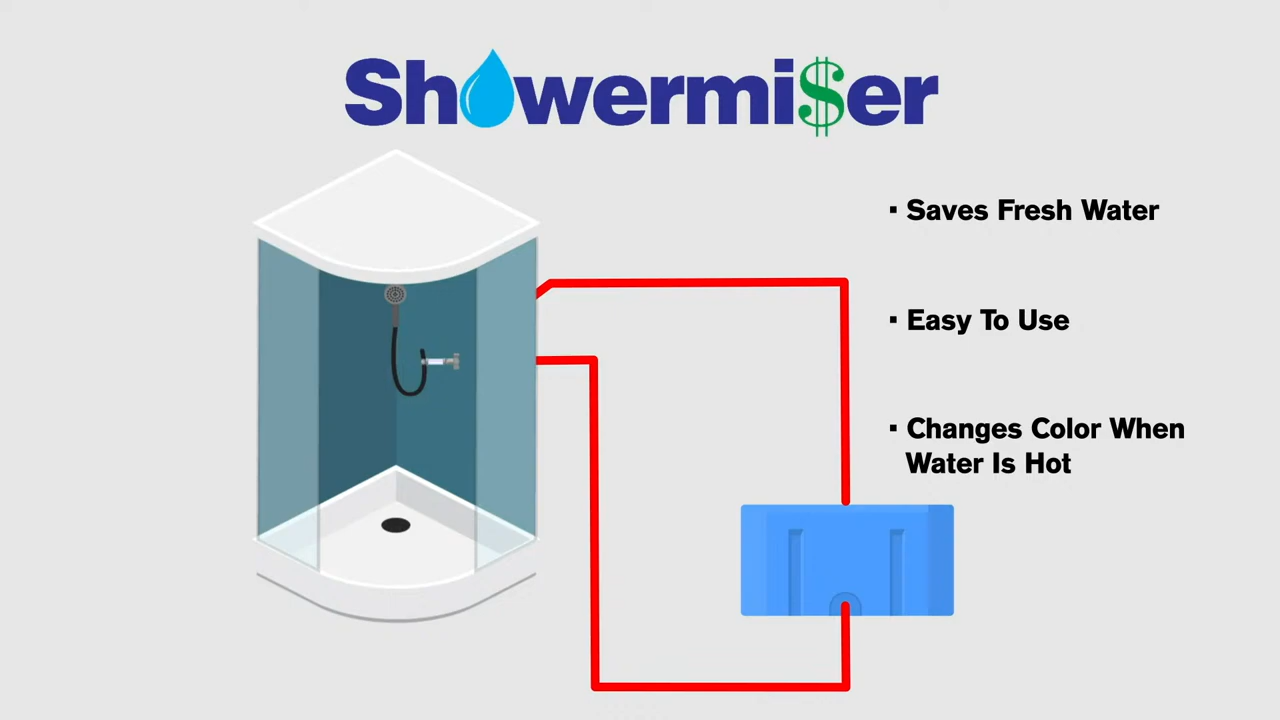 Showermi$er
▪ Saves Fresh Water
▪ Easy To Use
▪ Changes Color When
Water Is Hot